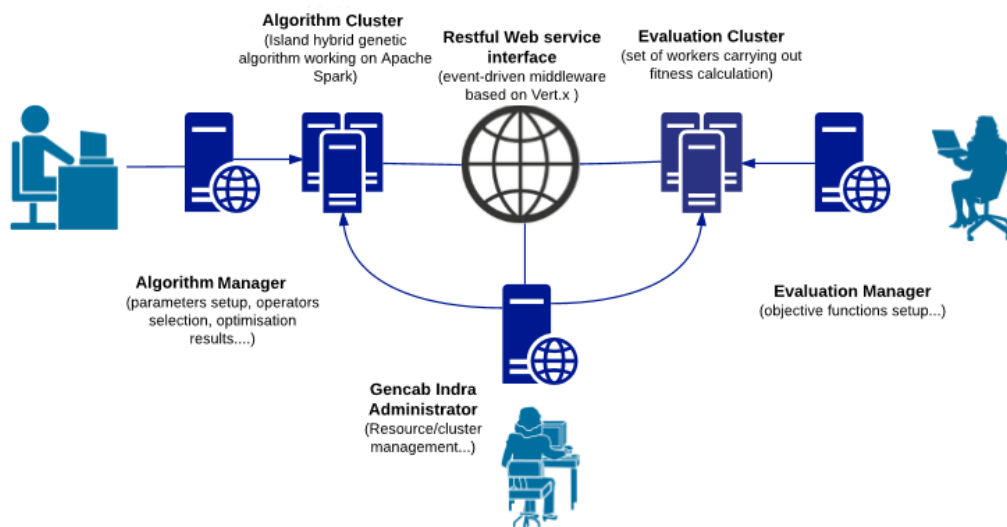 Algorithm Cluster
(Island hybrid genetic
algorithm working on Apache
Spark)
Restful Web service
interface
(event-driven middleware
based on Vert.x )
Evaluation Cluster
(set of workers carrying out
fitness calculation)
Algorithm Manager
(parameters setup, operators
selection, optimisation
results....)
Evaluation Manager
(objective functions setup...)
Gencab Indra
Administrator
(Resource/cluster
management...)